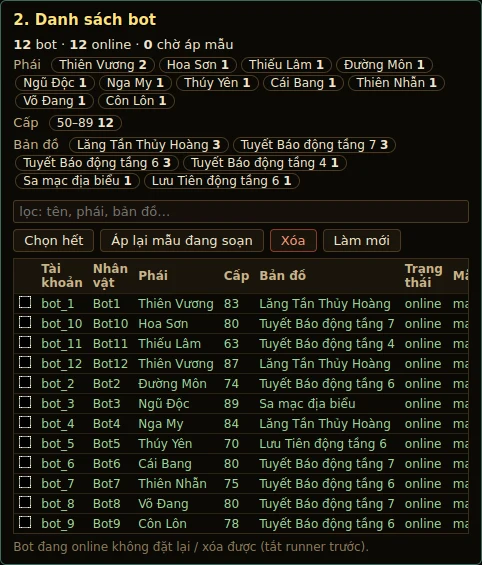 2. Danh sách bot
12 bot · 12 online · 0 chờ áp mẫu
Phái Thiên Vương 2 Hoa Sơn 1 Thiếu Lâm 1 Đường Môn 1
Ngũ Độc 1 Nga My 1 Thúy Yên 1 Cái Bang 1 Thiên Nhẫn 1
Võ Đang 1 Côn Lôn 1
Cấp 50–89 12
Bản đồ Lăng Tần Thủy Hoàng 3 Tuyết Báo động tầng 7 3
Tuyết Báo động tầng 6 3 Tuyết Báo động tầng 4 1
Sa mạc địa biểu 1 Lưu Tiên động tầng 6 1
lọc: tên, phái, bản đồ...
Chọn hết Áp lại mẫu đang soạn Xóa Làm mới
Tài khoản Nhân vật Phái Cấp Bản đồ Trạng thái
bot_1 Bot1 Thiên Vương 83 Lăng Tần Thủy Hoàng online
bot_10 Bot10 Hoa Sơn 80 Tuyết Báo động tầng 7 online
bot_11 Bot11 Thiếu Lâm 63 Tuyết Báo động tầng 4 online
bot_12 Bot12 Thiên Vương 87 Lăng Tần Thủy Hoàng online
bot_2 Bot2 Đường Môn 74 Tuyết Báo động tầng 6 online
bot_3 Bot3 Ngũ Độc 89 Sa mạc địa biểu online
bot_4 Bot4 Nga My 84 Lăng Tần Thủy Hoàng online
bot_5 Bot5 Thúy Yên 70 Lưu Tiên động tầng 6 online
bot_6 Bot6 Cái Bang 80 Tuyết Báo động tầng 7 online
bot_7 Bot7 Thiên Nhẫn 75 Tuyết Báo động tầng 6 online
bot_8 Bot8 Võ Đang 80 Tuyết Báo động tầng 7 online
bot_9 Bot9 Côn Lôn 78 Tuyết Báo động tầng 6 online
Bot đang online không đặt lại / xóa được (tắt runner trước).